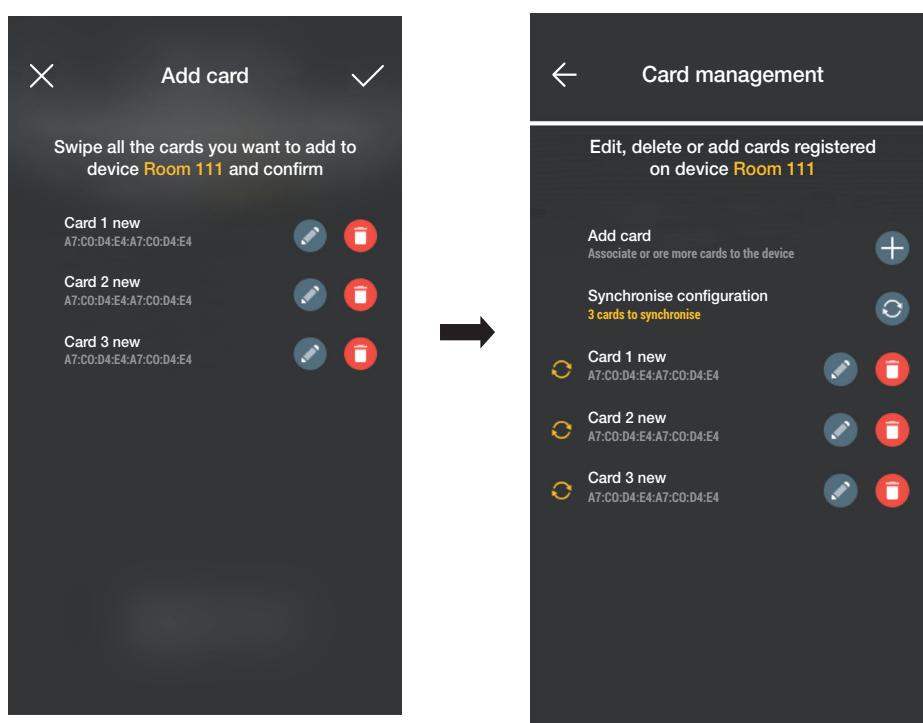 Add card
Swipe all the cards you want to add to
device Room 111 and confirm
Card 1 new
A7:C0:D4:E4:A7:C0:D4:E4
Card 2 new
A7:C0:D4:E4:A7:C0:D4:E4
Card 3 new
A7:C0:D4:E4:A7:C0:D4:E4
Card management
Edit, delete or add cards registered
on device Room 111
Add card
Associate or ore more cards to the device
Synchronise configuration
3 cards to synchronise
Card 1 new
A7:C0:D4:E4:A7:C0:D4:E4
Card 2 new
A7:C0:D4:E4:A7:C0:D4:E4
Card 3 new
A7:C0:D4:E4:A7:C0:D4:E4